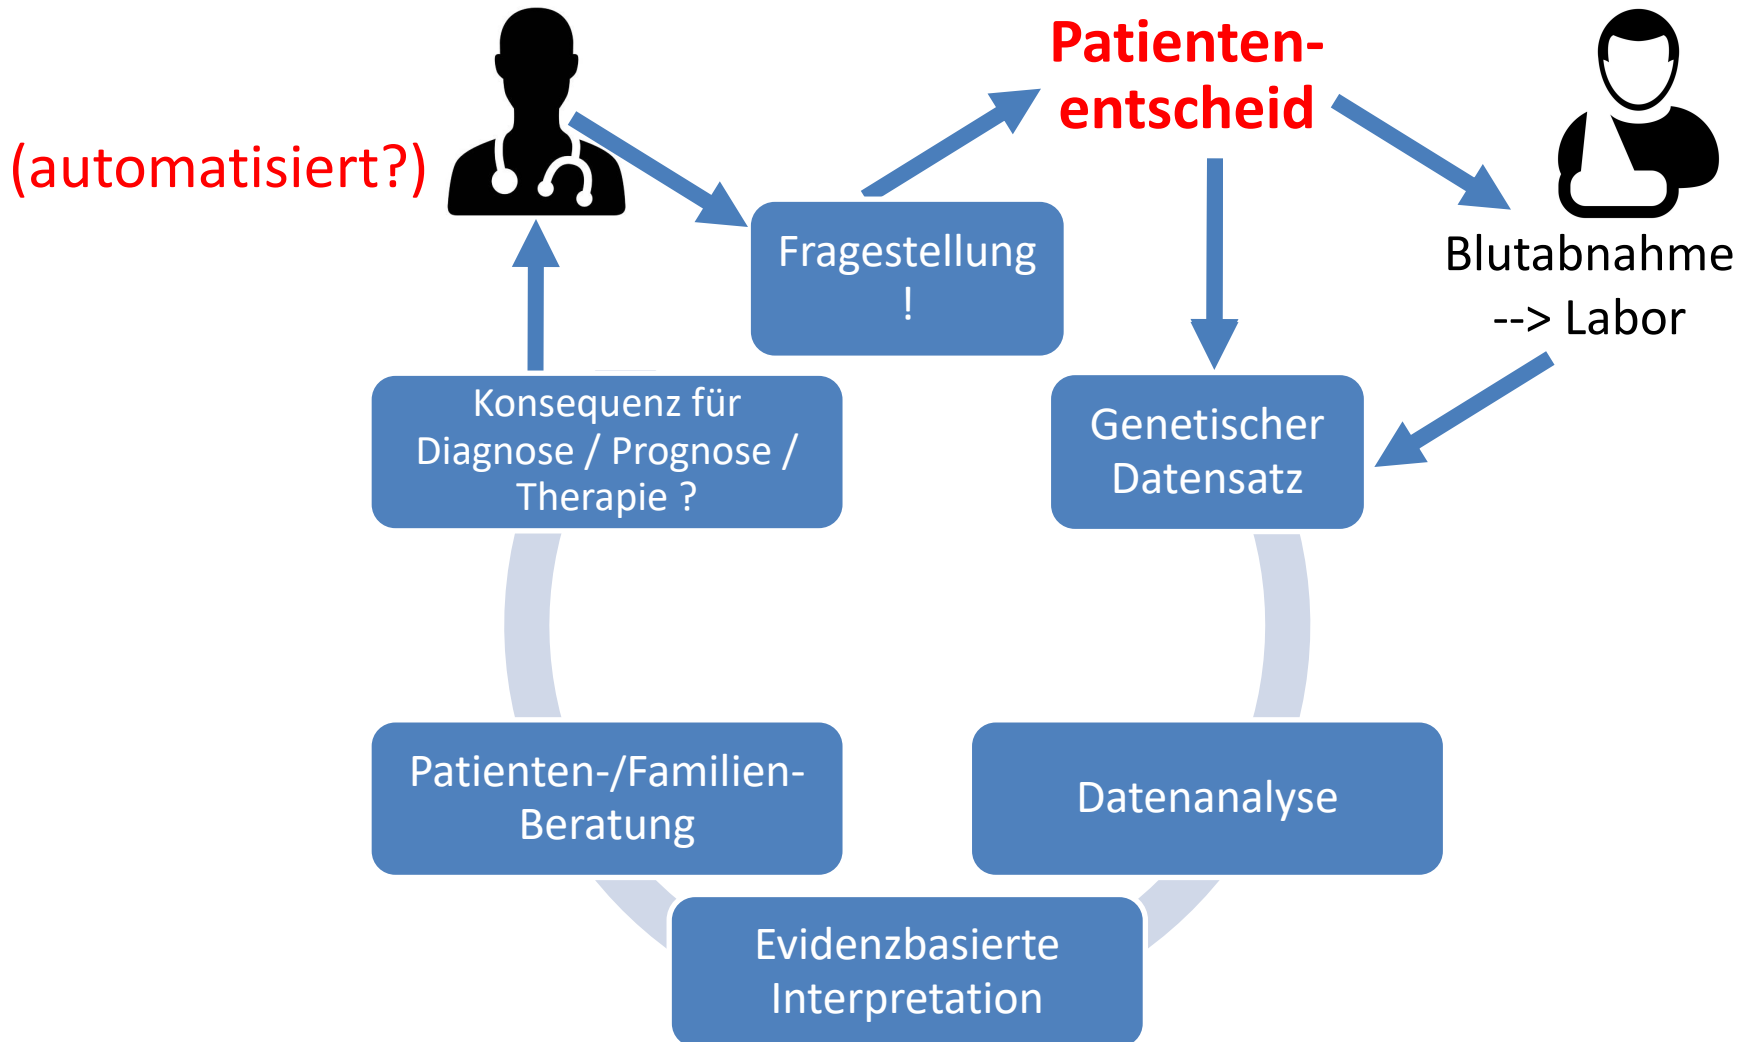 (automatisiert?)
Patienten-
entscheid
Fragestellung
!
Blutabnahme
--> Labor
Konsequenz für
Diagnose / Prognose /
Therapie ?
Genetischer
Datensatz
Patienten-/Familien-
Beratung
Datenanalyse
Evidenzbasierte
Interpretation